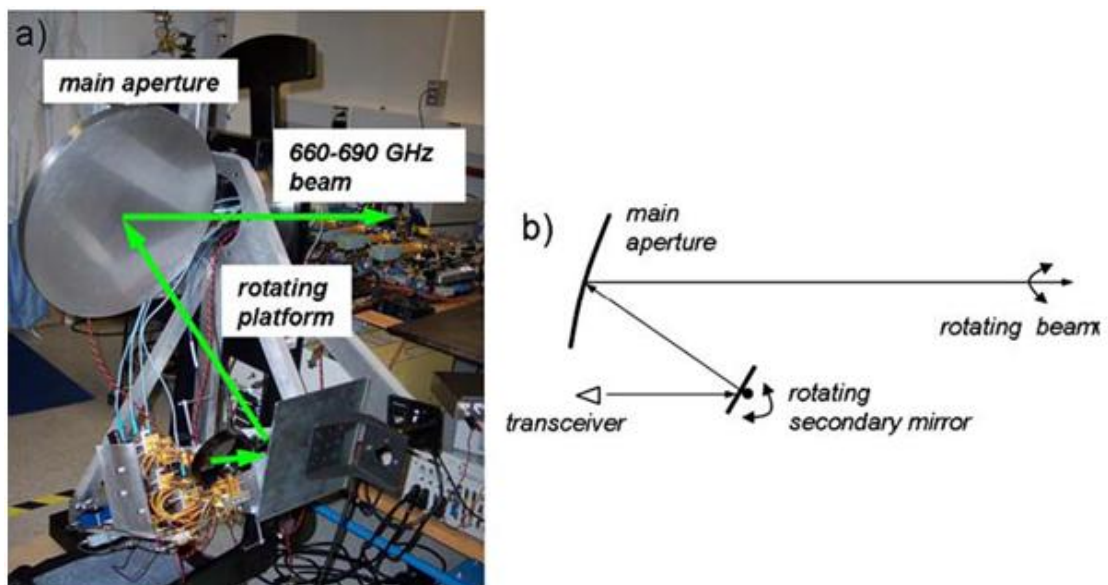 a)
main aperture
660-690 GHz
beam
rotating
platform
b)
main
aperture
rotating beam
transceiver
rotating
secondary mirror